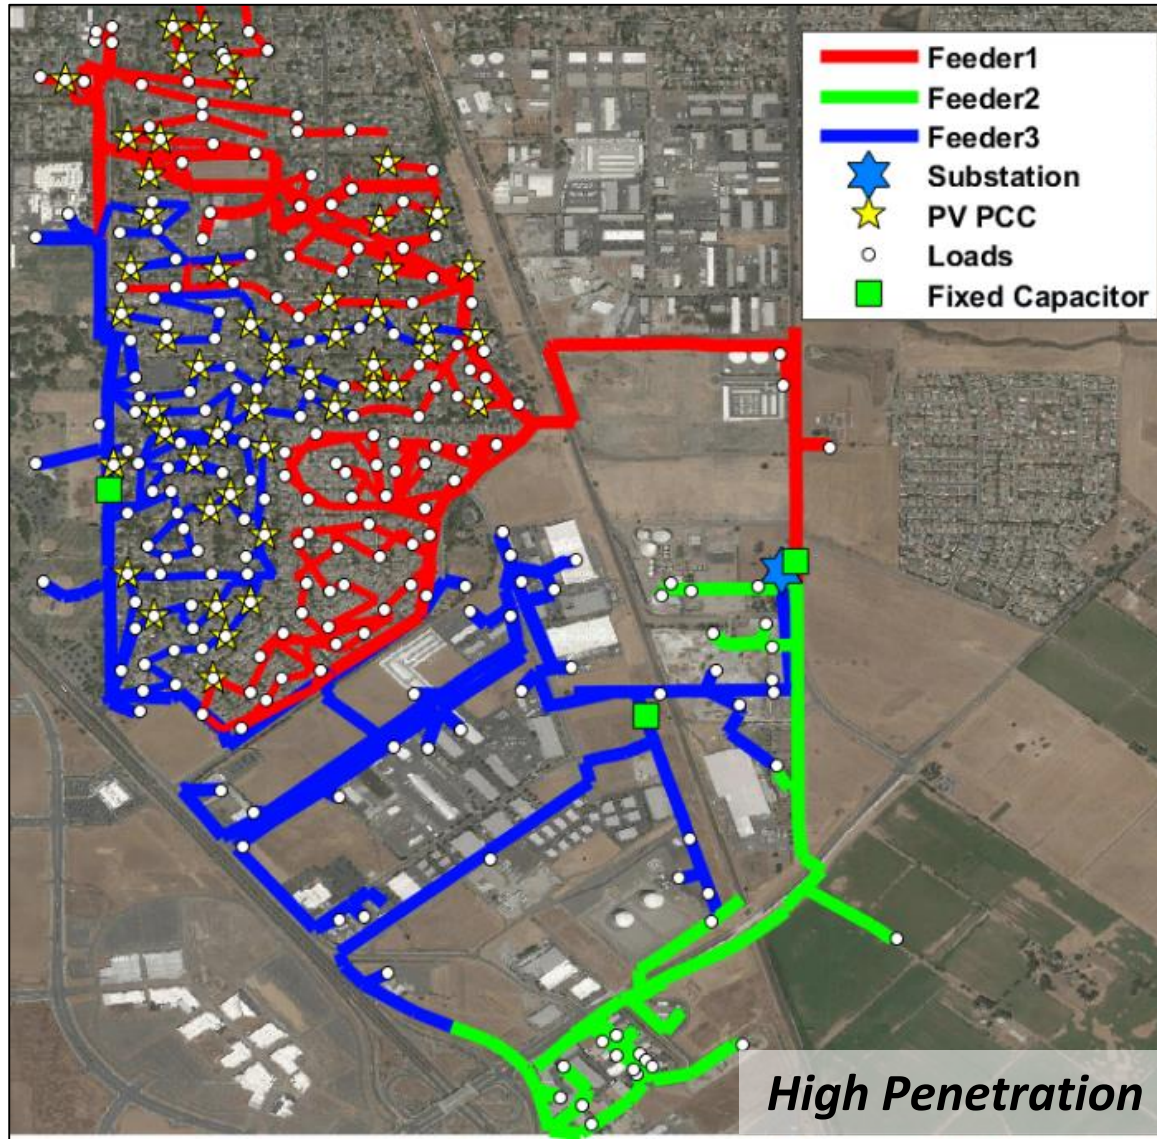 Feeder1
Feeder2
Feeder3
Substation
PV PCC
Loads
Fixed Capacitor
High Penetration